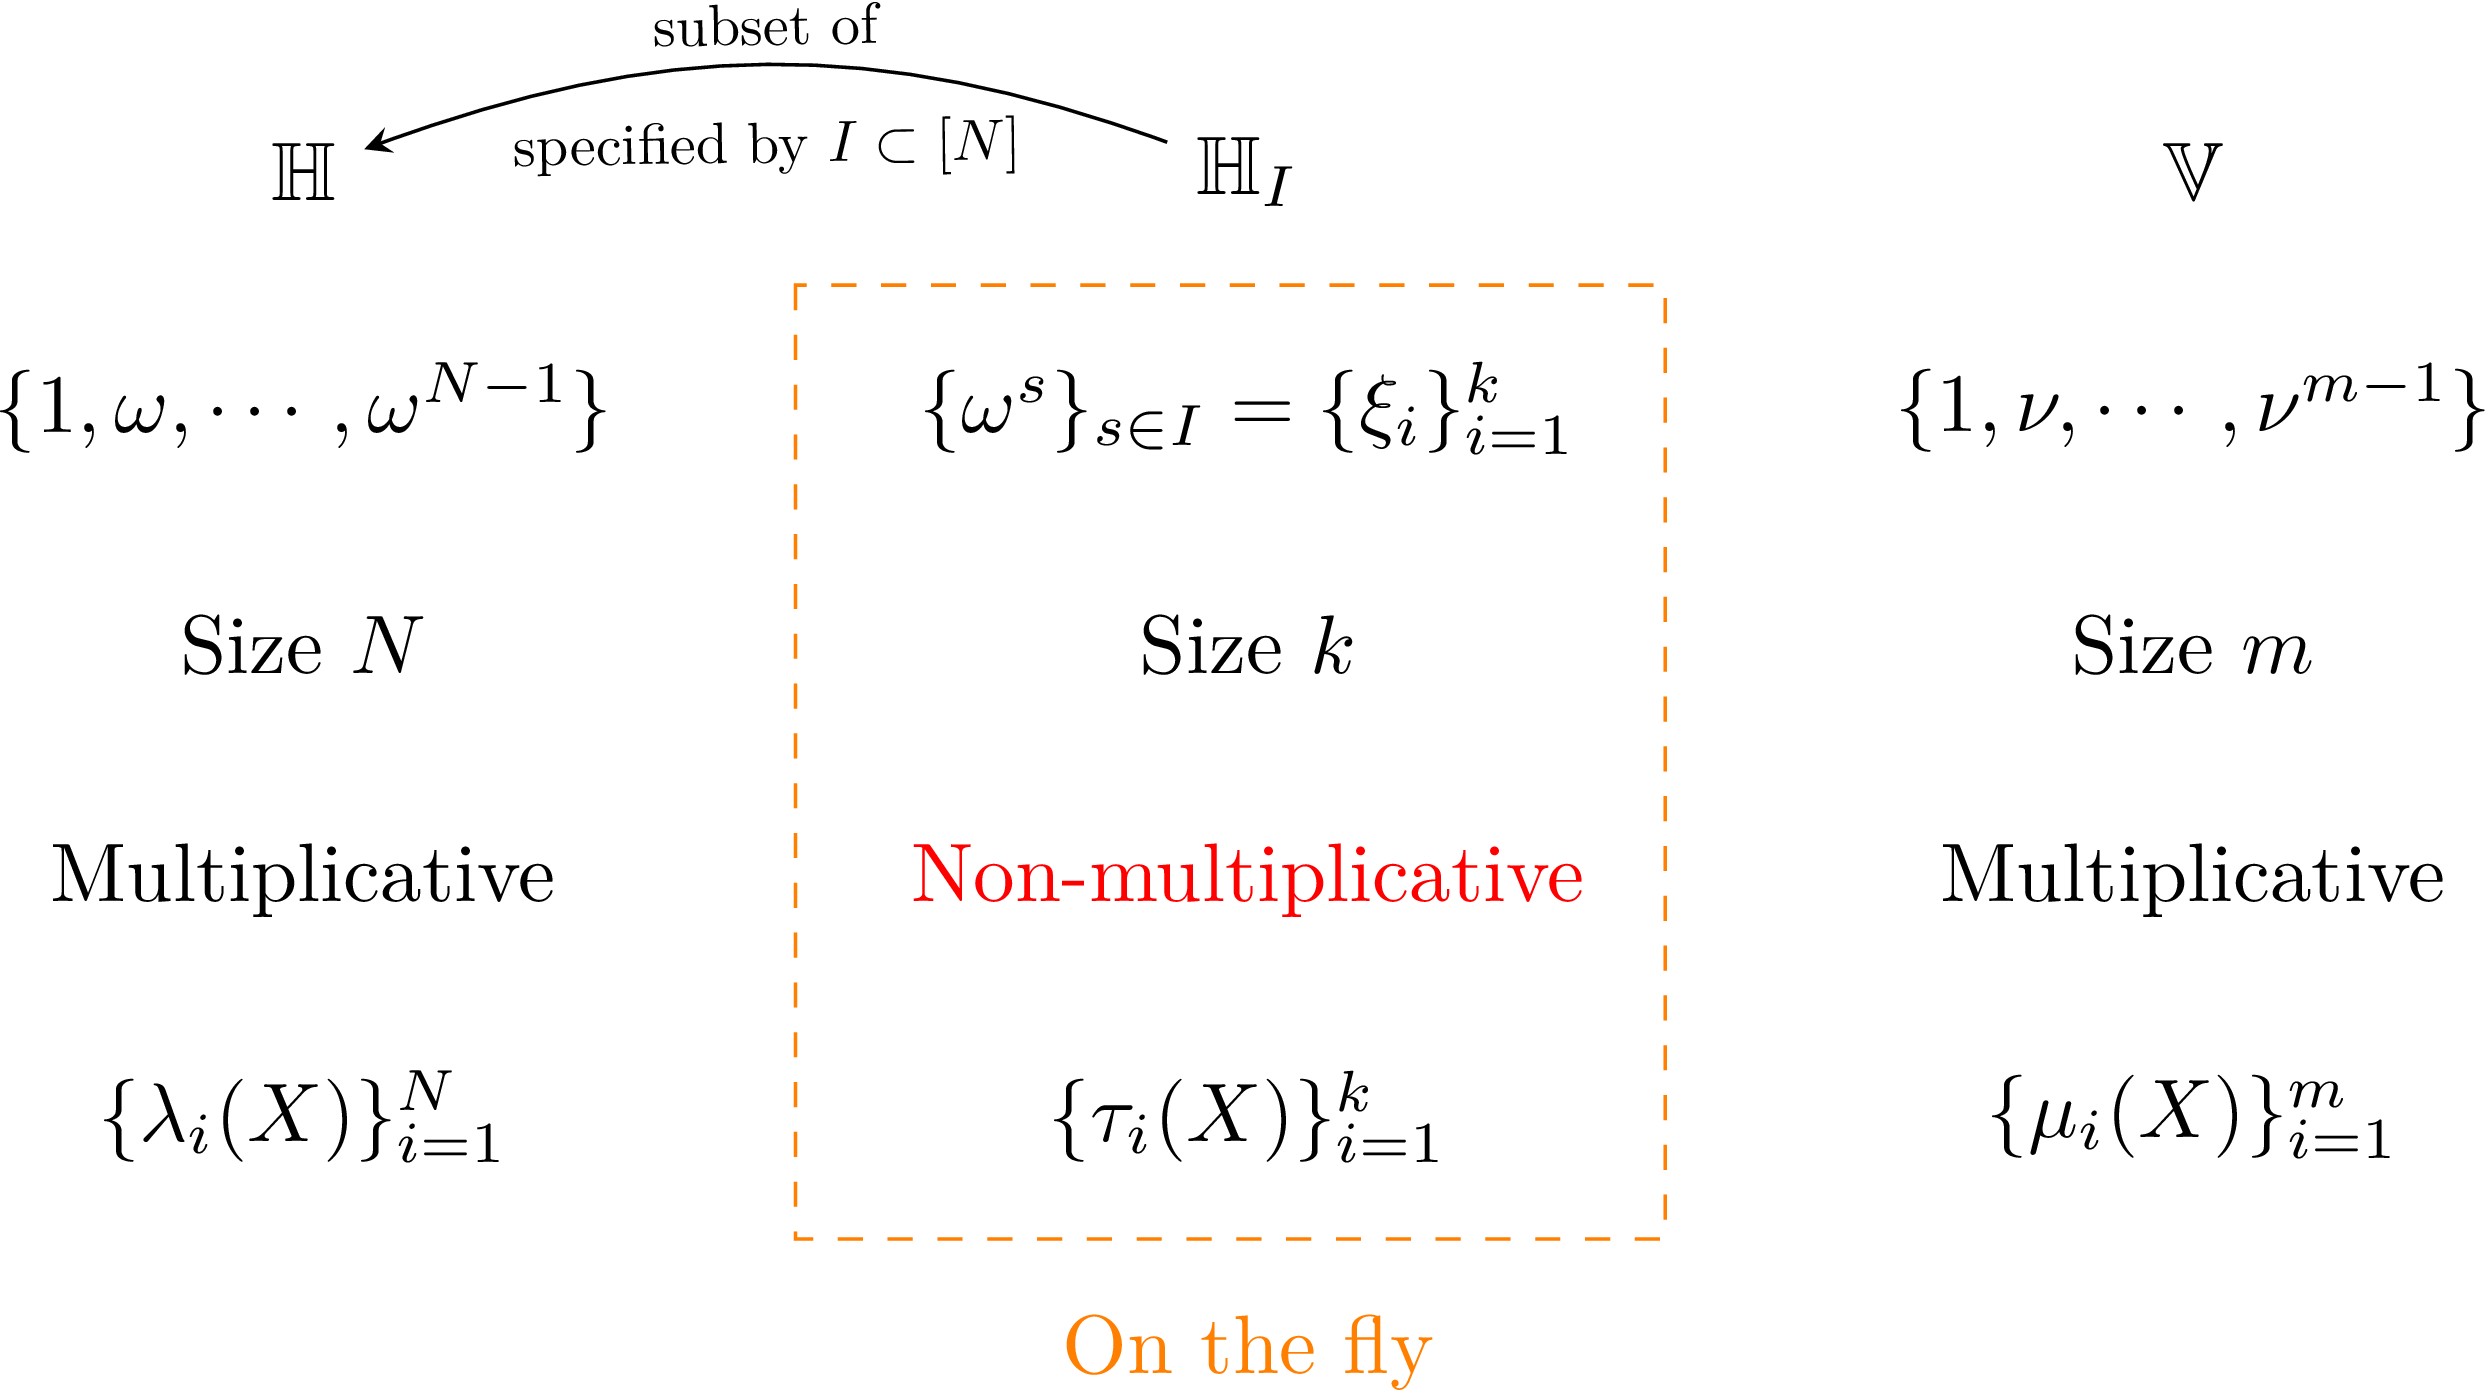 subset of
specified by $I \subset [N]$
$\mathbb{H}$ $\mathbb{H}_I$ $\mathbb{V}$
$\{1, \omega, \cdots, \omega^{N-1}\}$ $\{\omega^s\}_{s \in I} = \{\xi_i\}_{i=1}^k$ $\{1, \nu, \cdots, \nu^{m-1}\}$
Size $N$ Size $k$ Size $m$
Multiplicative Non-multiplicative Multiplicative
$\{\lambda_i(X)\}_{i=1}^N$ $\{\tau_i(X)\}_{i=1}^k$ $\{\mu_i(X)\}_{i=1}^m$
On the fly